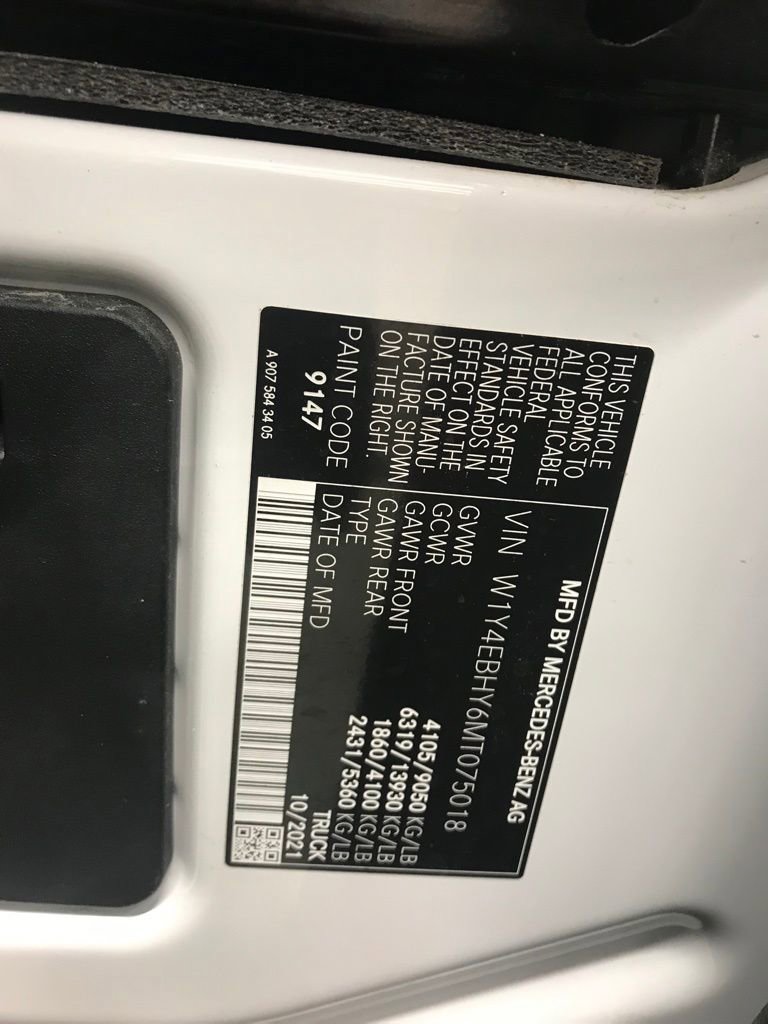 MFD BY MERCEDES-BENZ AG
THIS VEHICLE
CONFORMS TO
ALL APPLICABLE
FEDERAL
VEHICLE SAFETY
STANDARDS IN
EFFECT ON THE
DATE OF MANU-
FACTURE SHOWN
ON THE RIGHT.
PAINT CODE
9147
A 907 584 34 05
VIN W1Y4EBHY6MT075018
GVWR 4105/9050 KG/LB
GCWR 6319/13930 KG/LB
GAWR FRONT 1860/4100 KG/LB
GAWR REAR 2431/5360 KG/LB
TYPE TRUCK
DATE OF MFD 10/2021